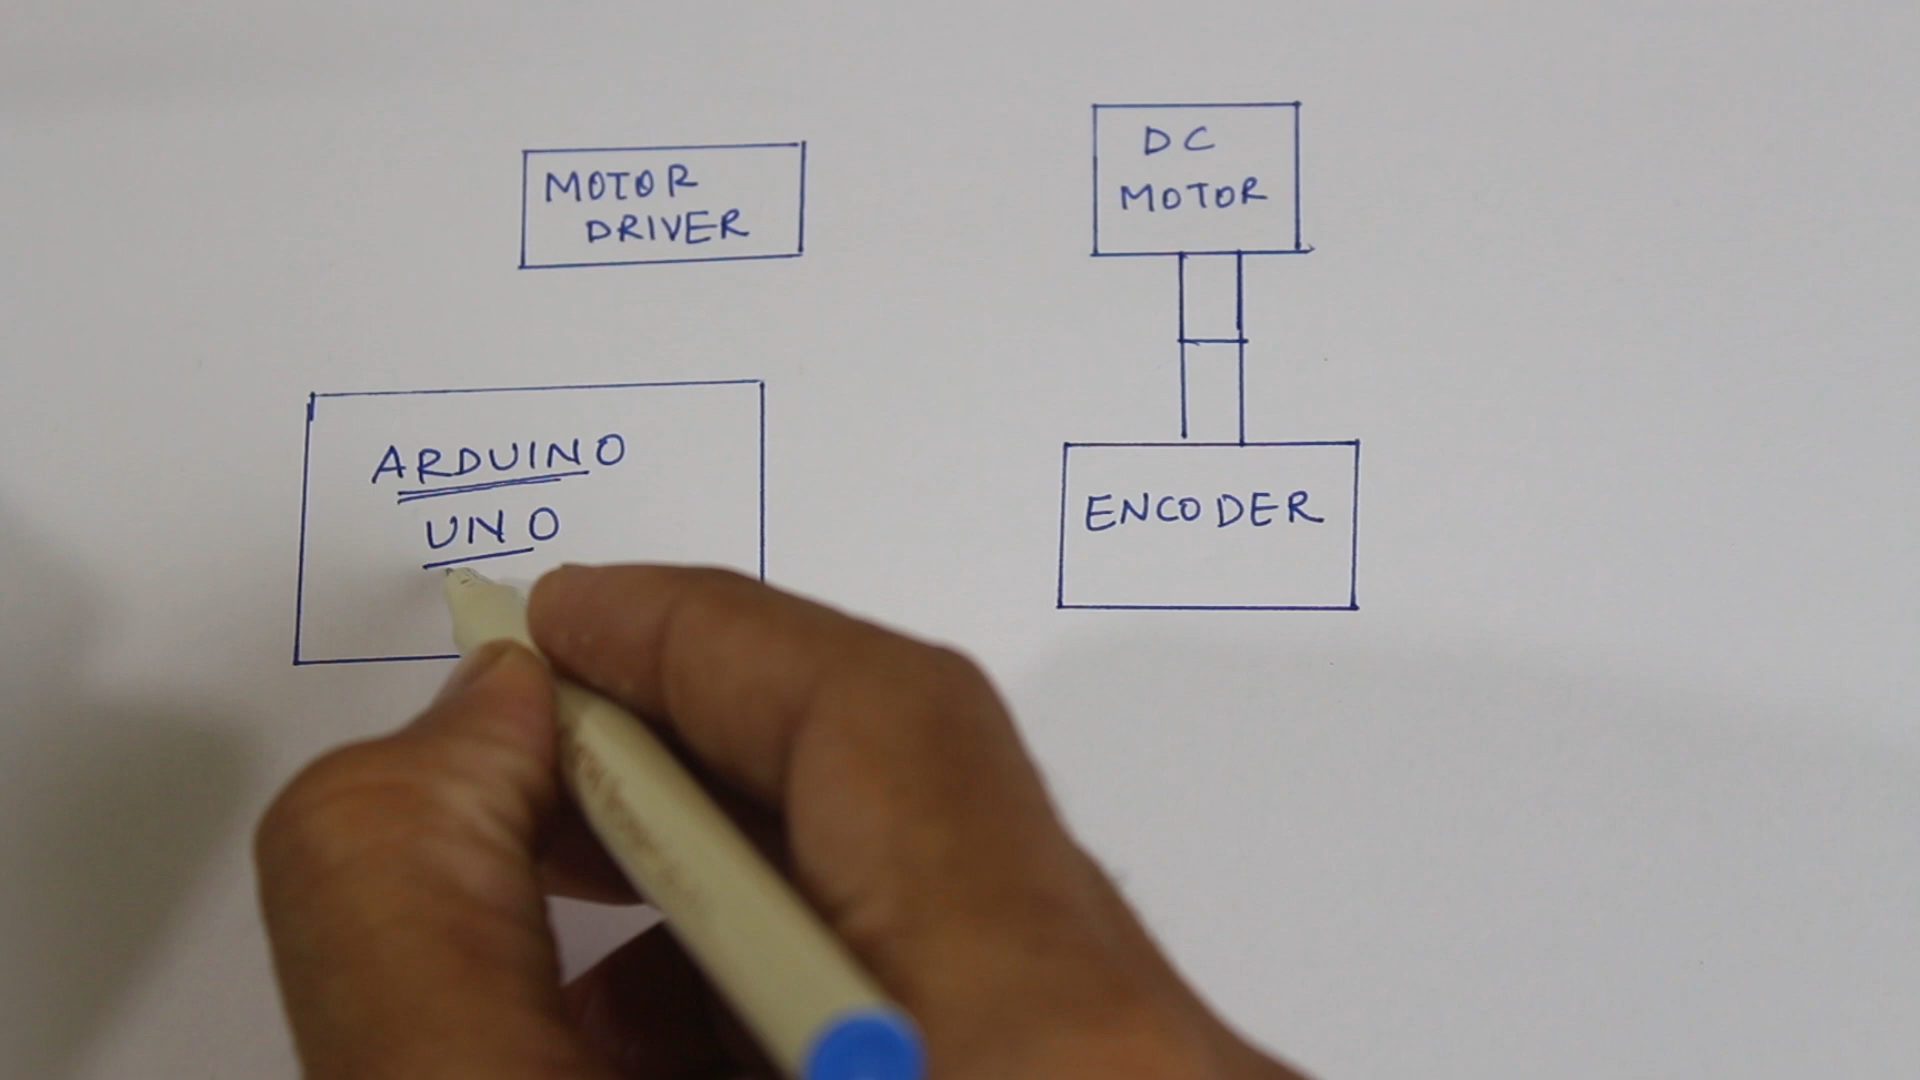 MOTOR
DRIVER
DC
MOTOR
ARDUINO
UNO
ENCODER